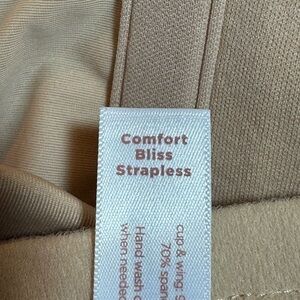 Comfort
Bliss
Strapless
cup & wing
70%
Hand wash
when needed